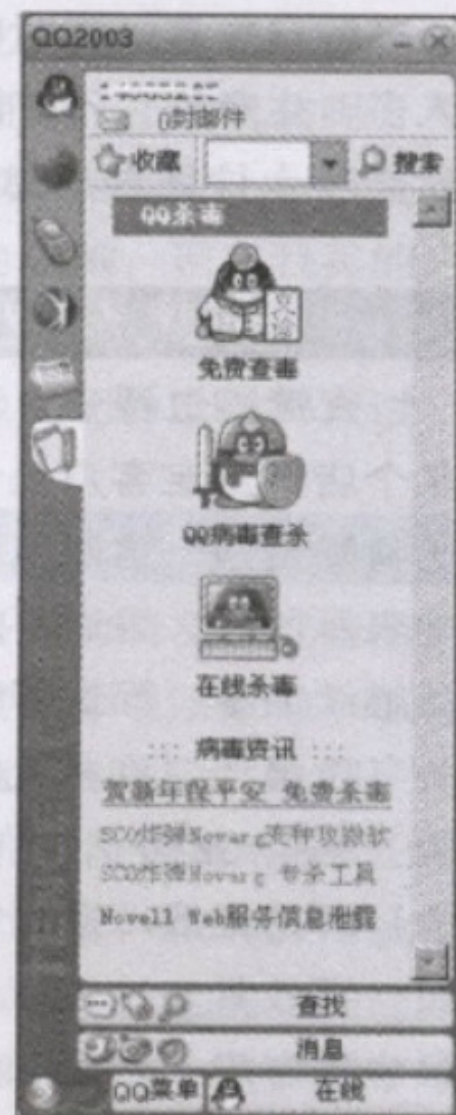 QQ2003
0封邮件
收藏 搜索
QQ杀毒
免费查毒
QQ病毒查杀
在线杀毒
::: 病毒资讯 :::
贺新年保平安 免费杀毒
SCO炸弹Novarg变种攻微软
SCO炸弹Novarg 专杀工具
Novell Web服务信息泄露
查找
消息
QQ菜单 在线